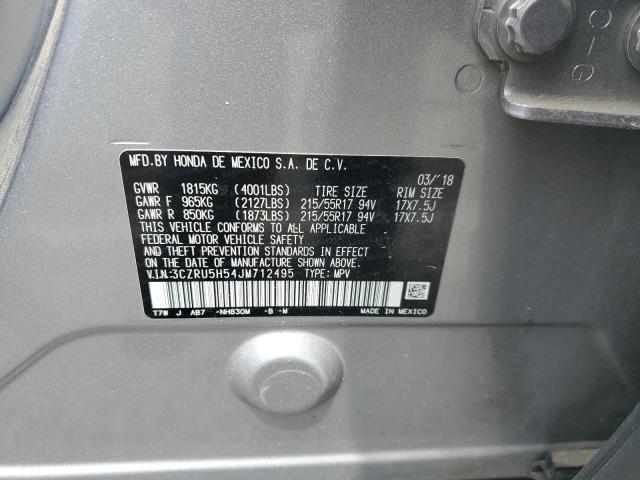 MFD.BY HONDA DE MEXICO S.A. DE C.V.
03/'18
GVWR 1815KG (4001LBS) TIRE SIZE RIM SIZE
GAWR F 965KG (2127LBS) 215/55R17 94V 17X7.5J
GAWR R 850KG (1873LBS) 215/55R17 94V 17X7.5J
THIS VEHICLE CONFORMS TO ALL APPLICABLE
FEDERAL MOTOR VEHICLE SAFETY
AND THEFT PREVENTION STANDARDS IN EFFECT
ON THE DATE OF MANUFACTURE SHOWN ABOVE.
V.I.N:3CZRU5H54JM712495 TYPE: MPV
T7W J AB7 -NH830M -B -M MADE IN MEXICO